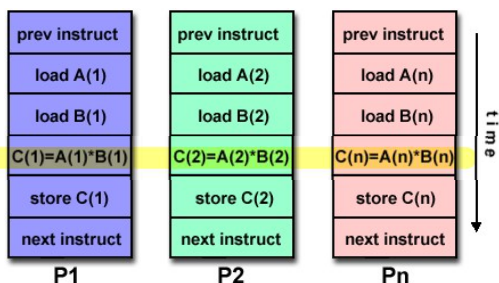 prev instruct
load A(1)
load B(1)
C(1)=A(1)*B(1)
store C(1)
next instruct
P1
prev instruct
load A(2)
load B(2)
C(2)=A(2)*B(2)
store C(2)
next instruct
P2
prev instruct
load A(n)
load B(n)
C(n)=A(n)*B(n)
store C(n)
next instruct
Pn
time